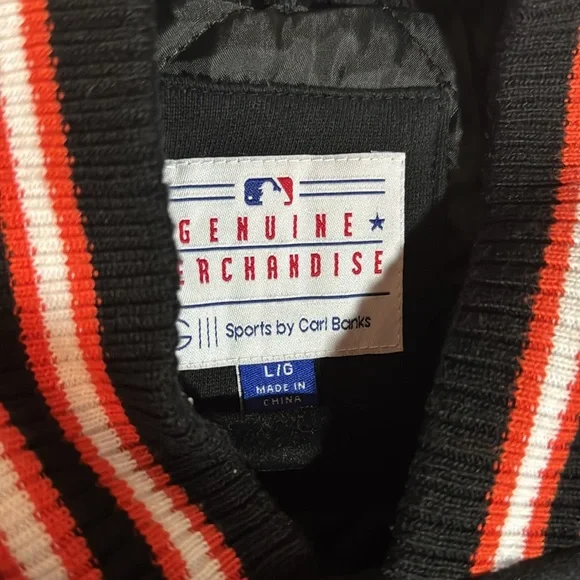 GENUINE
ERCHANDISE
G||| Sports by Carl Banks
L/G
MADE IN
CHINA